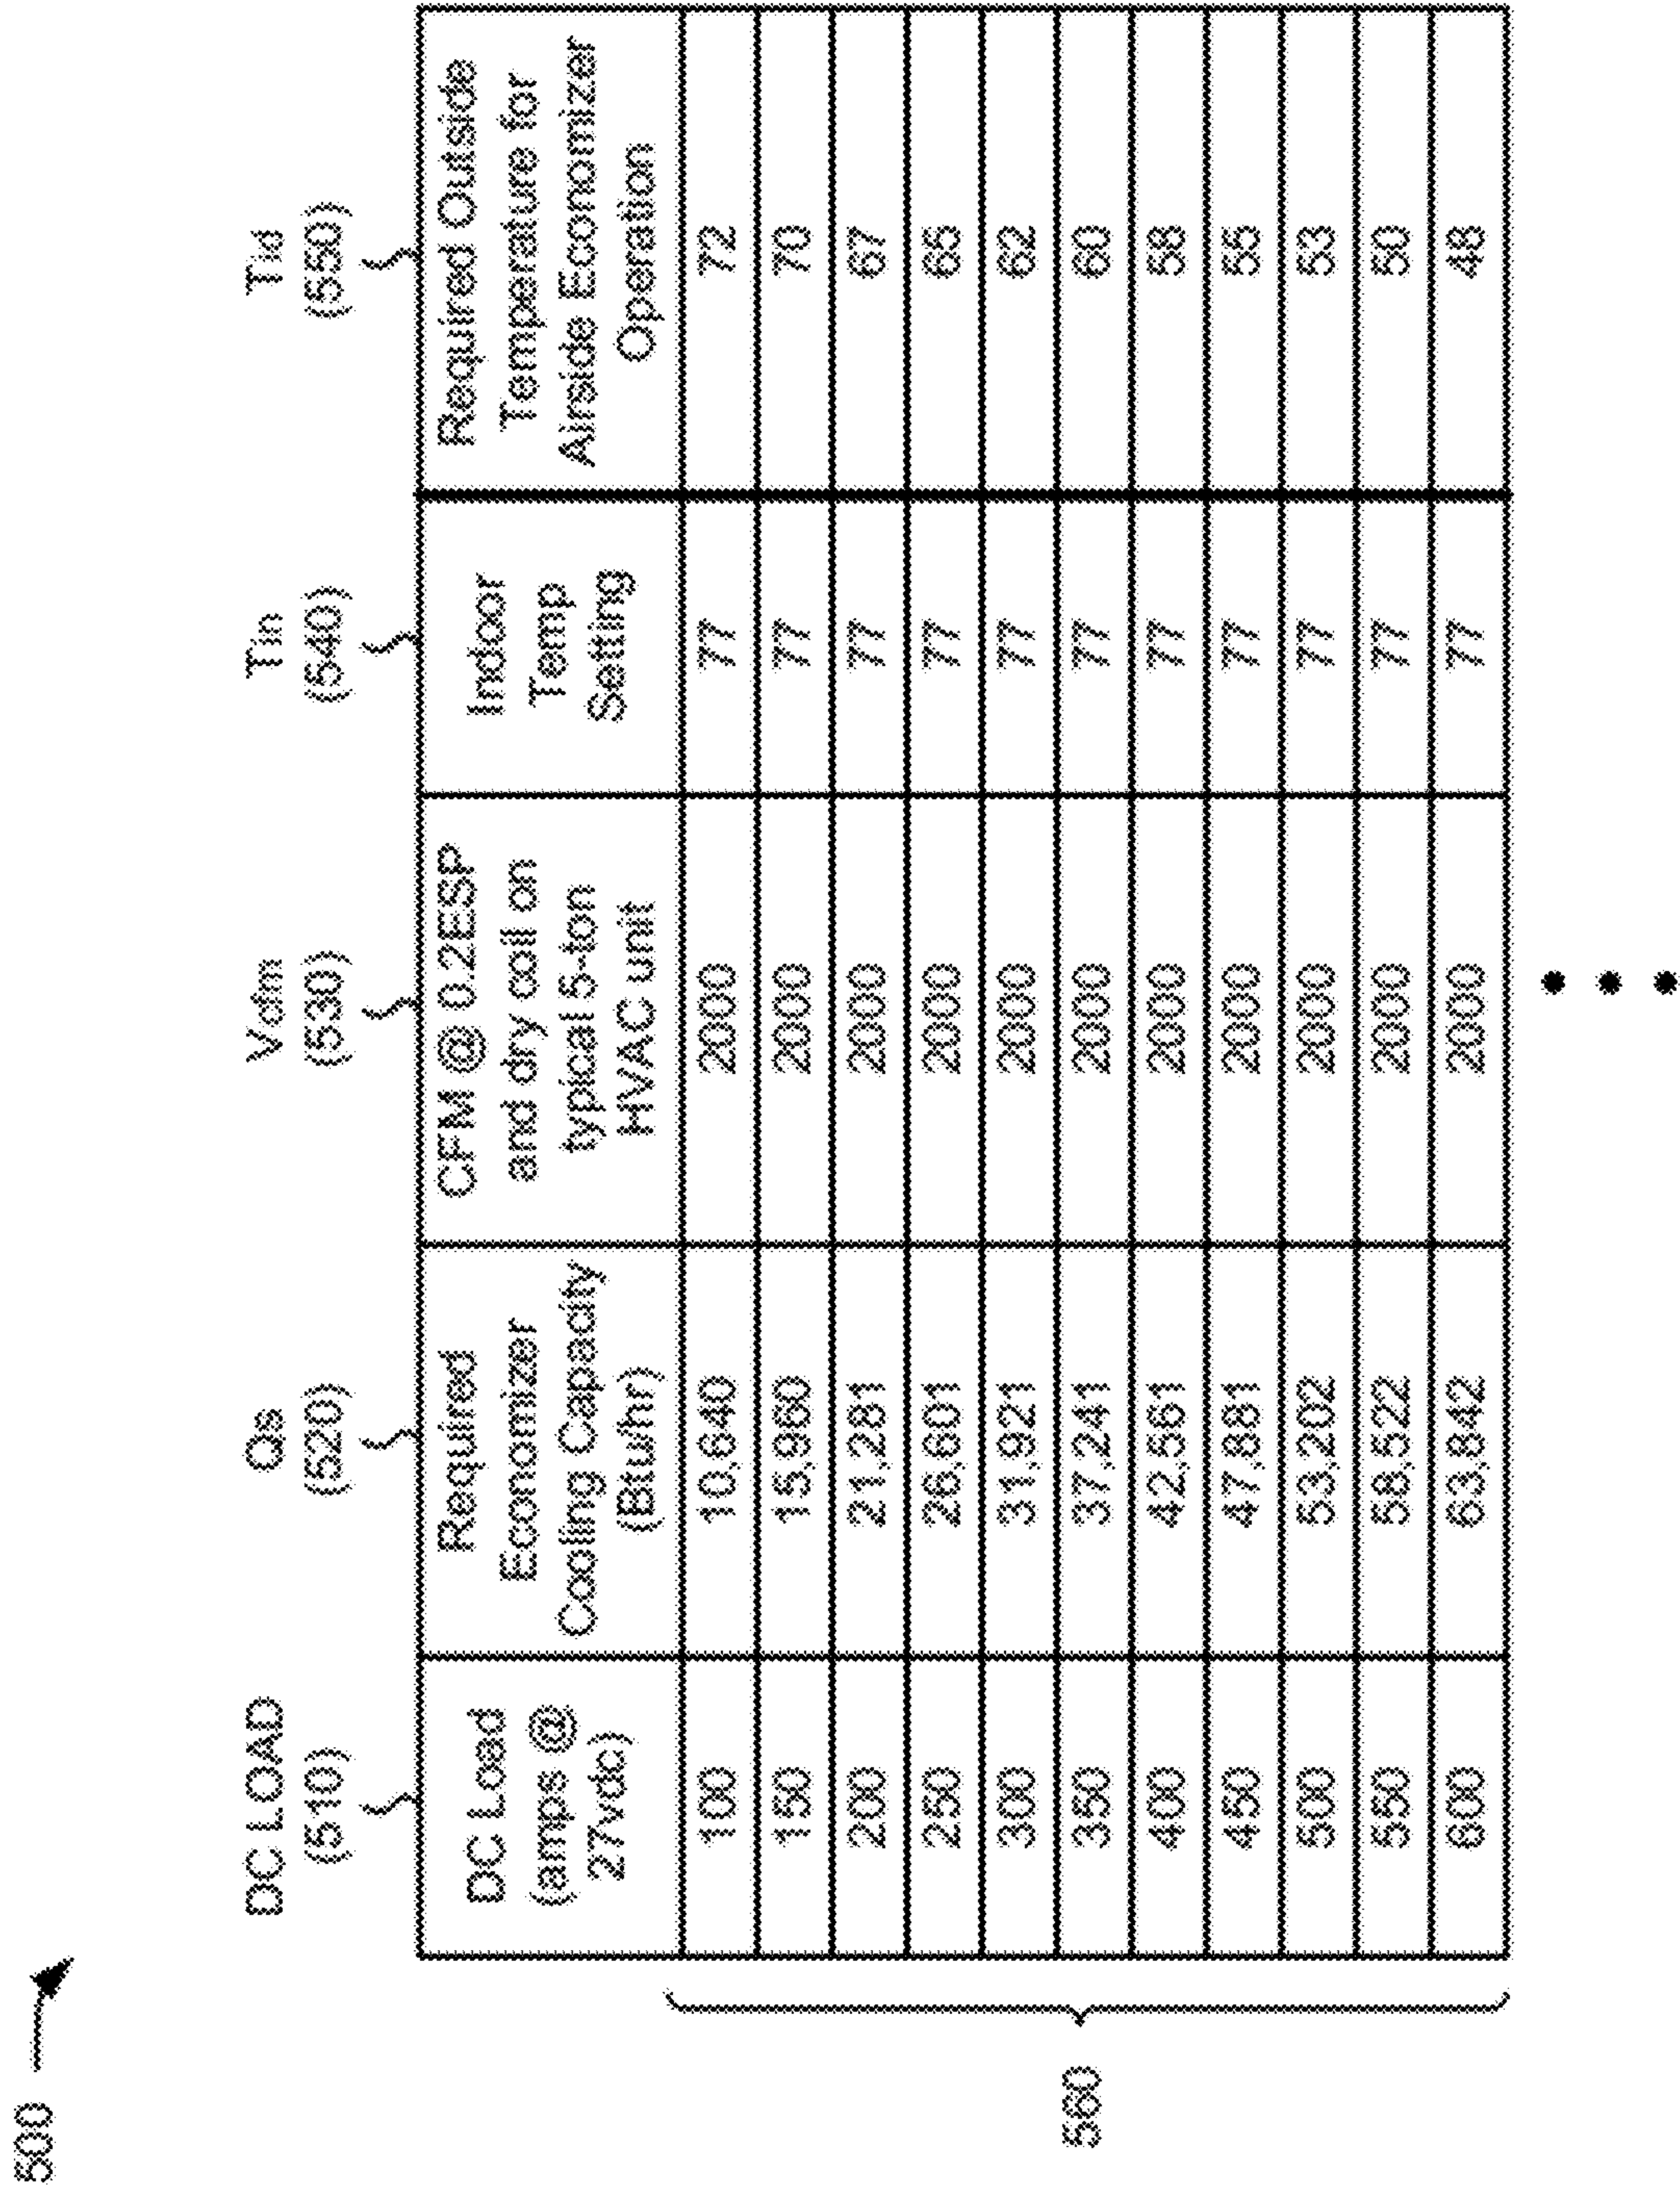 500
DC LOAD
(510)
Qs
(520)
Vcfm
(530)
Tin
(540)
Tid
(550)
DC Load
(amps @
27vdc)
Required
Economizer
Cooling Capacity
(Btu/hr)
CFM @ 0.2ESP
and dry coil on
typical 5-ton
HVAC unit
Indoor
Temp
Setting
Required Outside
Temperature for
Airside Economizer
Operation
100 10,640 2000 77 72
150 15,960 2000 77 70
200 21,281 2000 77 67
250 26,601 2000 77 65
300 31,921 2000 77 62
350 37,241 2000 77 60
400 42,561 2000 77 58
450 47,881 2000 77 55
500 53,202 2000 77 53
550 58,522 2000 77 50
600 63,842 2000 77 48
560